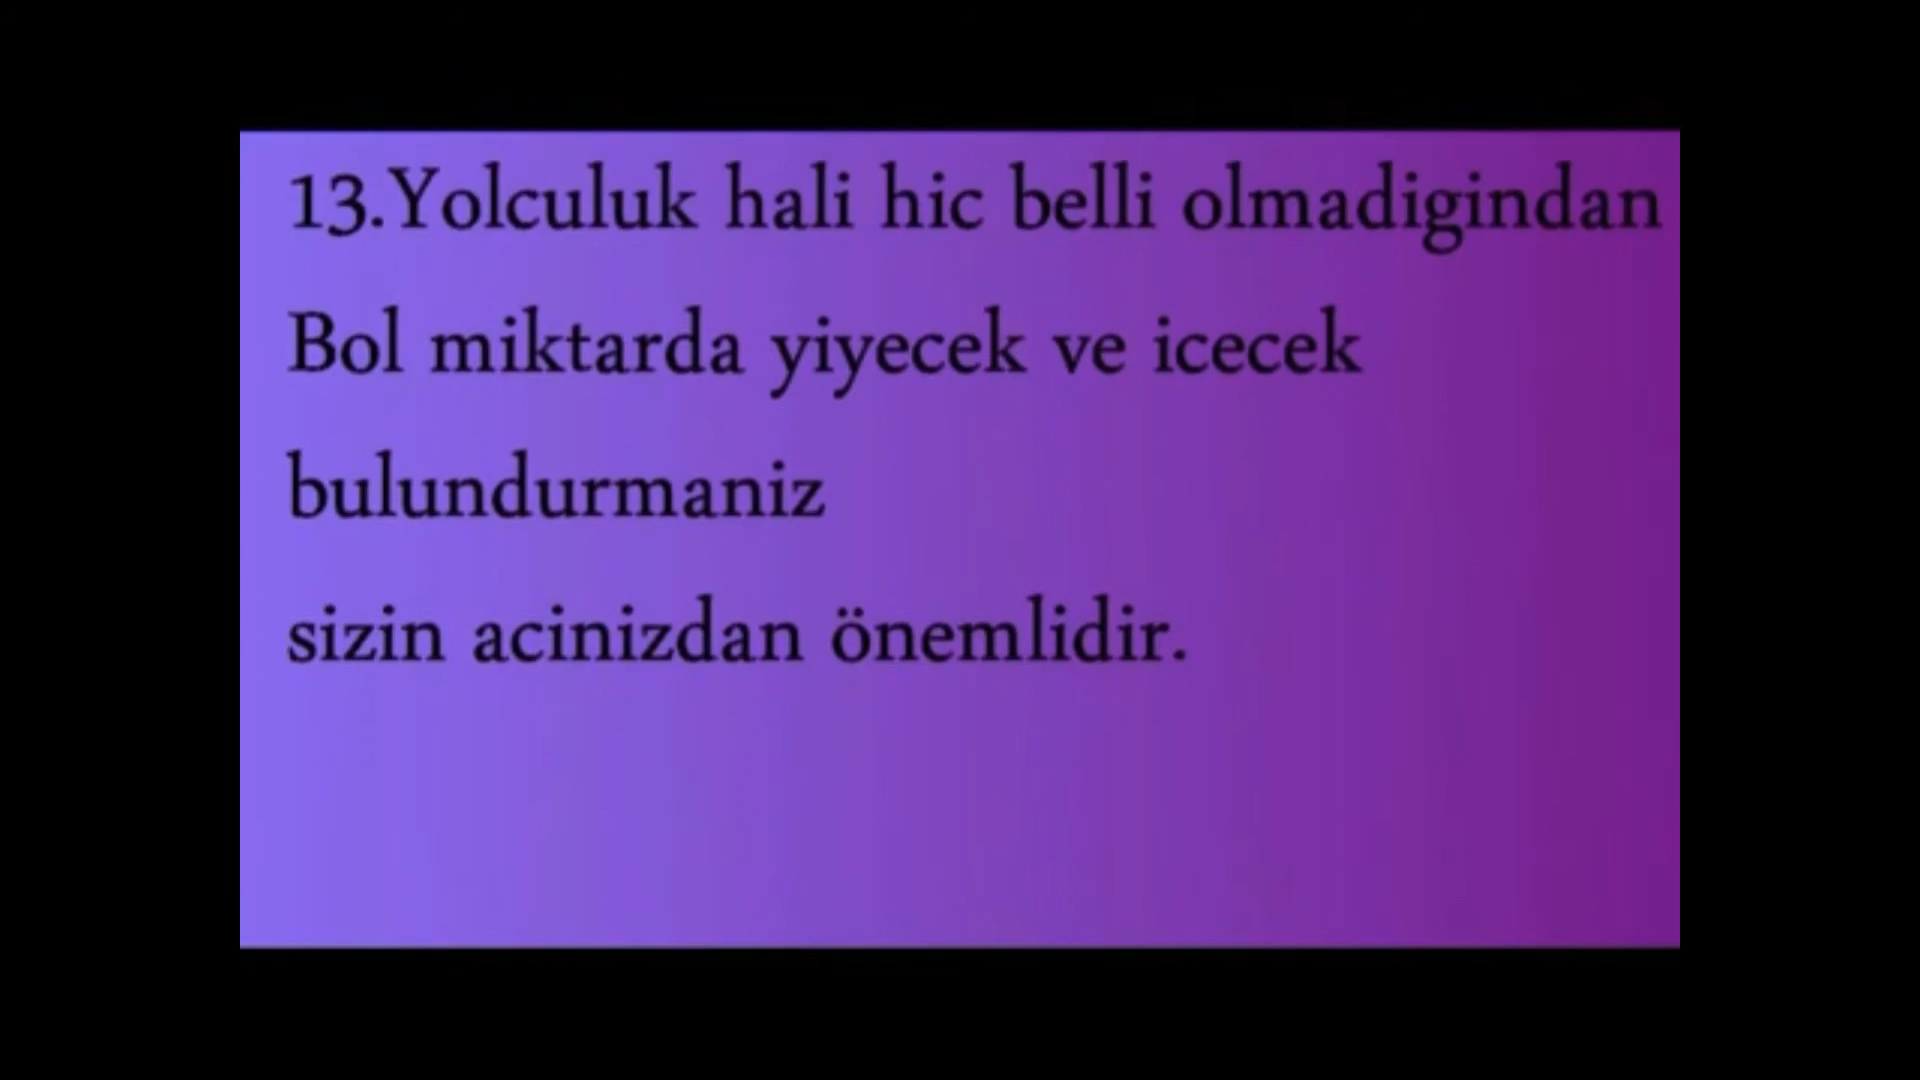 13.Yolculuk hali hic belli olmadigindan
Bol miktarda yiyecek ve icecek
bulundurmaniz
sizin acinizdan önemlidir.